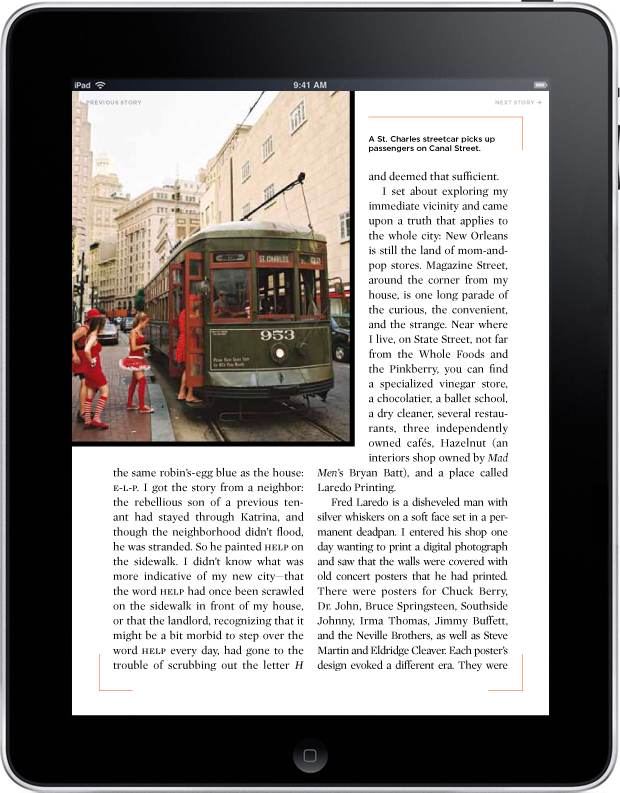 iPad
9:41 AM
PREVIOUS STORY
NEXT STORY →
ST. CHARLES
953
A St. Charles streetcar picks up
passengers on Canal Street.
the same robin's-egg blue as the house:
E-L-P. I got the story from a neighbor:
the rebellious son of a previous ten-
ant had stayed through Katrina, and
though the neighborhood didn't flood,
he was stranded. So he painted HELP on
the sidewalk. I didn't know what was
more indicative of my new city—that
the word HELP had once been scrawled
on the sidewalk in front of my house,
or that the landlord, recognizing that it
might be a bit morbid to step over the
word HELP every day, had gone to the
trouble of scrubbing out the letter H
and deemed that sufficient.
I set about exploring my
immediate vicinity and came
upon a truth that applies to
the whole city: New Orleans
is still the land of mom-and-
pop stores. Magazine Street,
around the corner from my
house, is one long parade of
the curious, the convenient,
and the strange. Near where
I live, on State Street, not far
from the Whole Foods and
the Pinkberry, you can find
a specialized vinegar store,
a chocolatier, a ballet school,
a dry cleaner, several restau-
rants, three independently
owned cafés, Hazelnut (an
interiors shop owned by Mad
Men's Bryan Batt), and a place called
Laredo Printing.
Fred Laredo is a disheveled man with
silver whiskers on a soft face set in a per-
manent deadpan. I entered his shop one
day wanting to print a digital photograph
and saw that the walls were covered with
old concert posters that he had printed.
There were posters for Chuck Berry,
Dr. John, Bruce Springsteen, Southside
Johnny, Irma Thomas, Jimmy Buffett,
and the Neville Brothers, as well as Steve
Martin and Eldridge Cleaver. Each poster's
design evoked a different era. They were